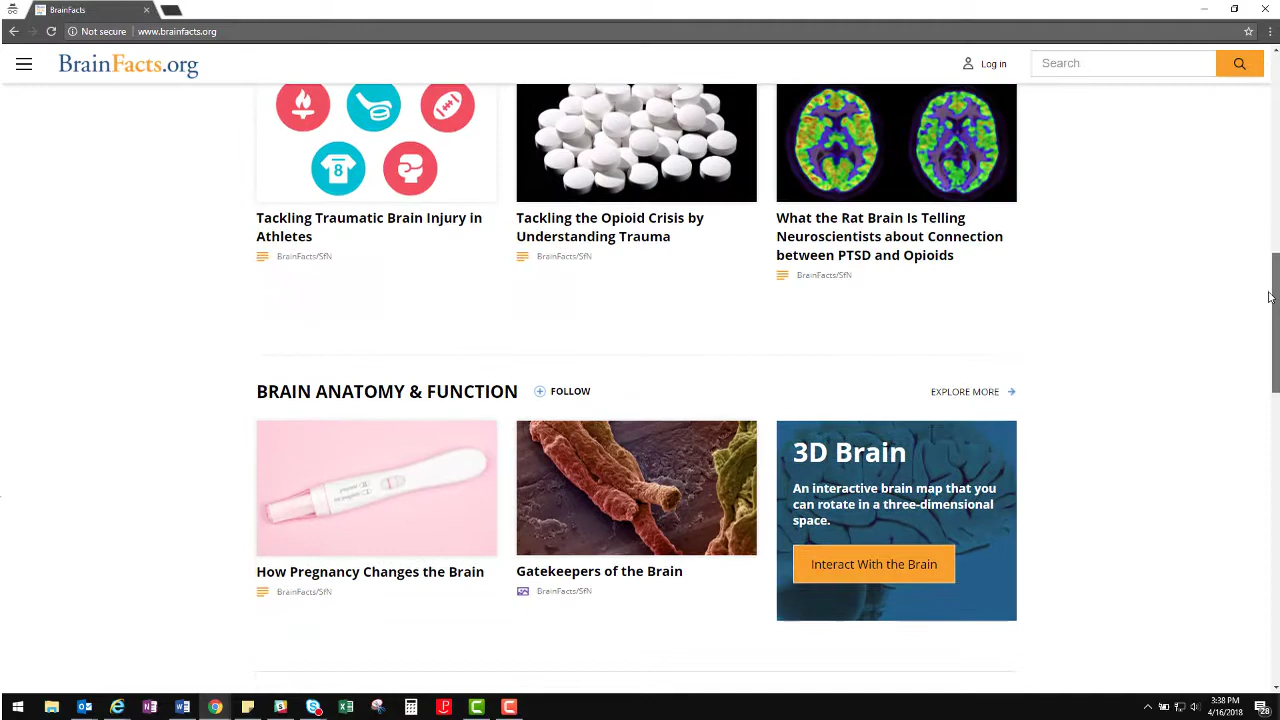 BrainFacts
Not secure | www.brainfacts.org
BrainFacts.org
Log in
Search
8
Tackling Traumatic Brain Injury in
Athletes
BrainFacts/SfN
Tackling the Opioid Crisis by
Understanding Trauma
BrainFacts/SfN
What the Rat Brain Is Telling
Neuroscientists about Connection
between PTSD and Opioids
BrainFacts/SfN
BRAIN ANATOMY & FUNCTION
FOLLOW
EXPLORE MORE
How Pregnancy Changes the Brain
BrainFacts/SfN
Gatekeepers of the Brain
BrainFacts/SfN
3D Brain
An interactive brain map that you
can rotate in a three-dimensional
space.
Interact With the Brain
3:38 PM
4/16/2018
28